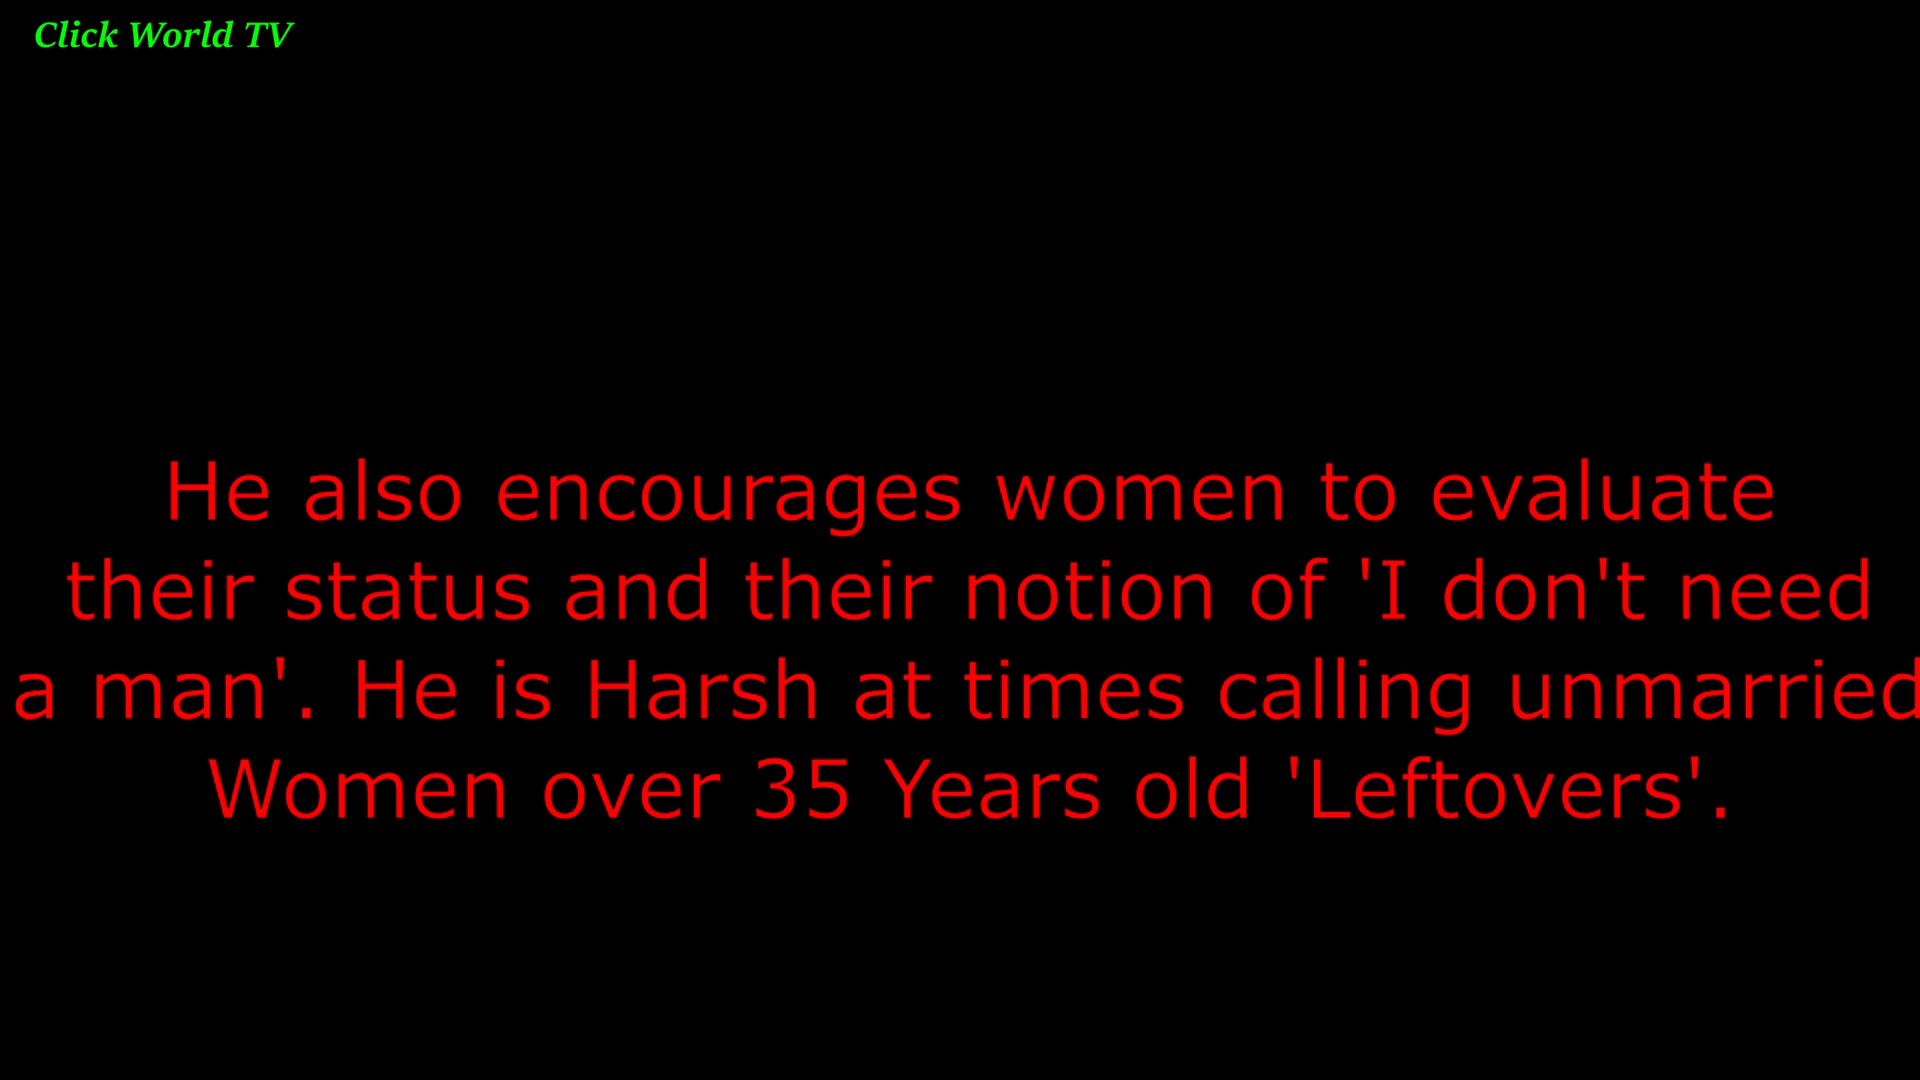 Click World TV
He also encourages women to evaluate
their status and their notion of 'I don't need
a man'. He is Harsh at times calling unmarried
Women over 35 Years old 'Leftovers'.